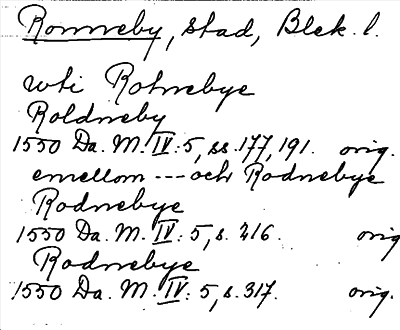 Ronneby, stad, Blek. l.
uti Rotnebye
Roldneby
1550 Da. M. IV: 5, ss. 177, 191. orig.
emellom --- och Rodnebye
Rodnebye
1550 Da. M. IV: 5, s. 216. orig
Rodnebye
1550 Da. M. IV: 5, s. 317. orig.